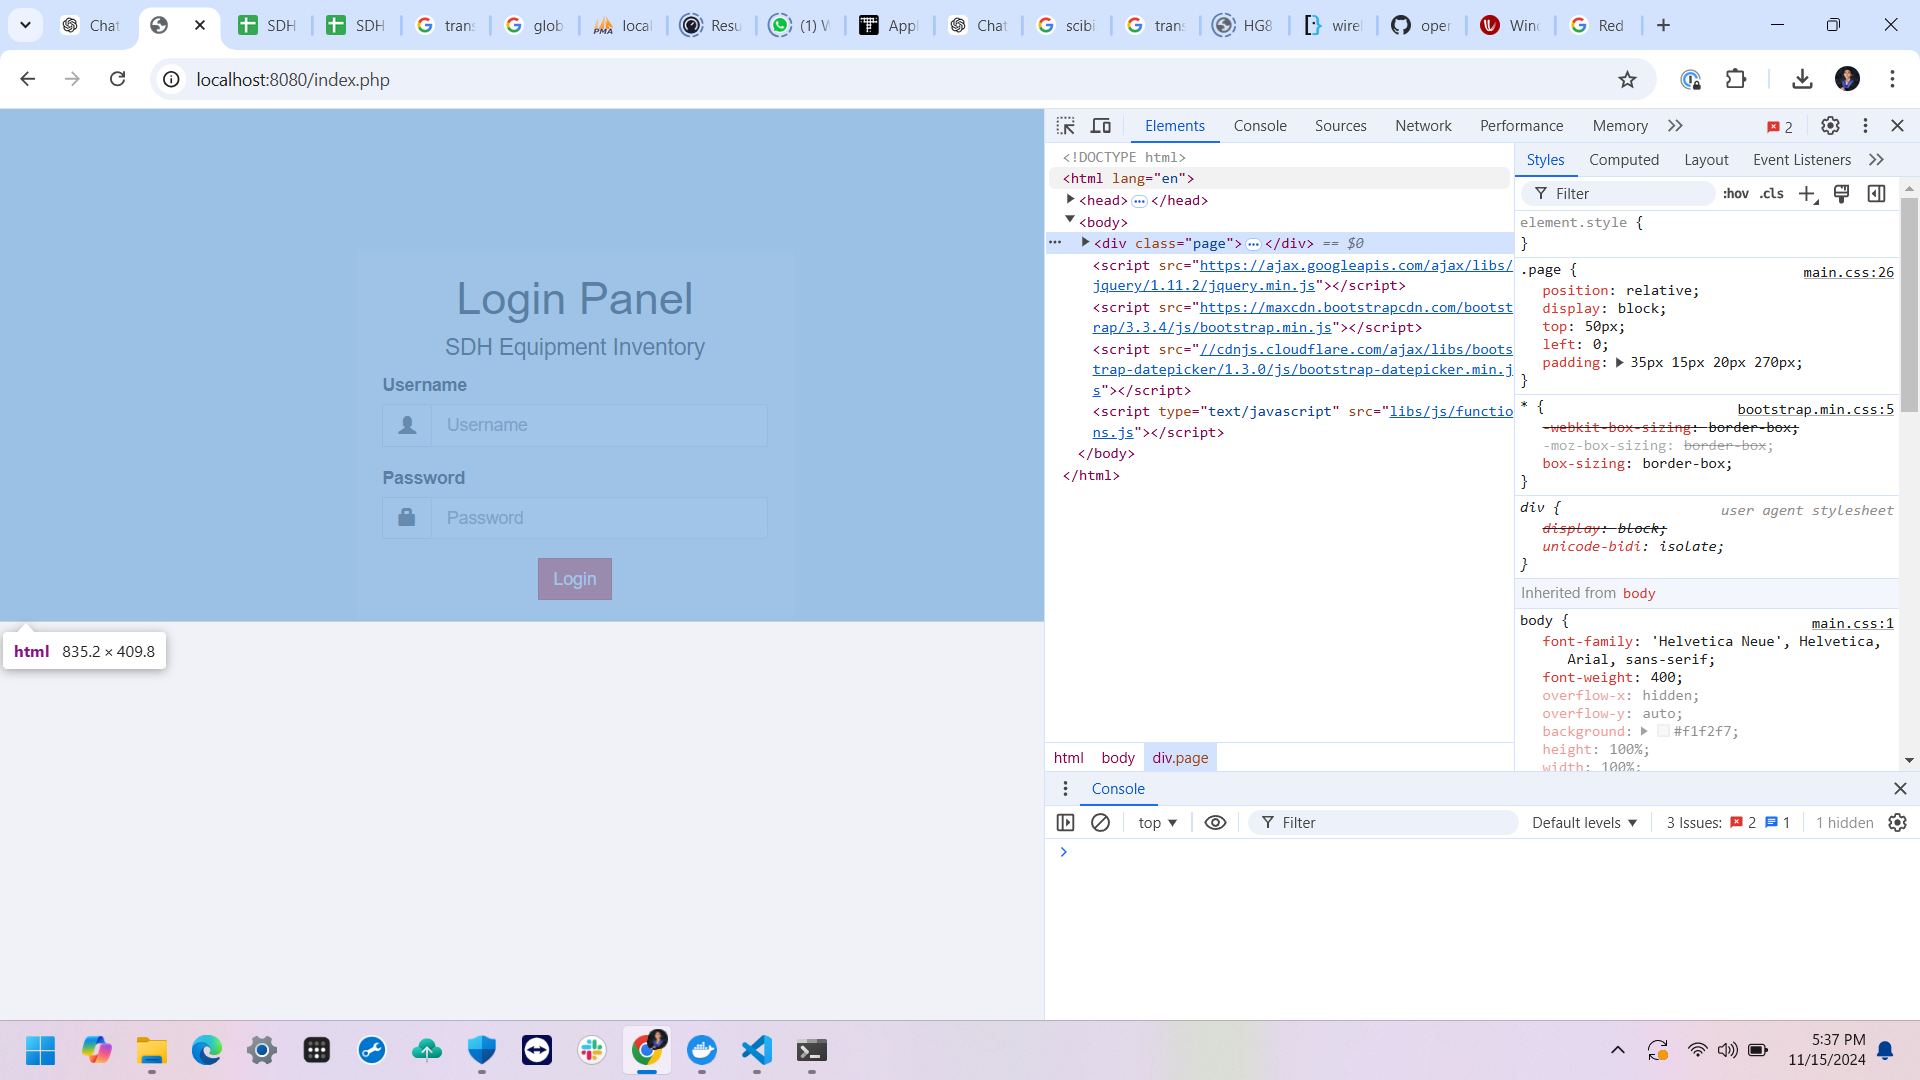 Chat
SDH
SDH
trans
glob
local
Resu
(1) W
Appl
Chat
scibi
trans
HG8
wirel
oper
Wind
Red
localhost:8080/index.php
Login Panel
SDH Equipment Inventory
Username
Username
Password
Password
Login
html 835.2 × 409.8
Elements Console Sources Network Performance Memory 2
<!DOCTYPE html>
<html lang="en">
<head> ••• </head>
<body>
••• <div class="page"> ••• </div> == $0
<script src="https://ajax.googleapis.com/ajax/libs/
jquery/1.11.2/jquery.min.js"></script>
<script src="https://maxcdn.bootstrapcdn.com/bootst
rap/3.3.4/js/bootstrap.min.js"></script>
<script src="//cdnjs.cloudflare.com/ajax/libs/boots
trap-datepicker/1.3.0/js/bootstrap-datepicker.min.j
s"></script>
<script type="text/javascript" src="libs/js/functio
ns.js"></script>
</body>
</html>
html body div.page
Styles Computed Layout Event Listeners
Filter :hov .cls
element.style {
}
.page { main.css:26
position: relative;
display: block;
top: 50px;
left: 0;
padding: 35px 15px 20px 270px;
}
* { bootstrap.min.css:5
-webkit-box-sizing: border-box;
-moz-box-sizing: border-box;
box-sizing: border-box;
}
div { user agent stylesheet
display: block;
unicode-bidi: isolate;
}
Inherited from body
body { main.css:1
font-family: 'Helvetica Neue', Helvetica,
Arial, sans-serif;
font-weight: 400;
overflow-x: hidden;
overflow-y: auto;
background: #f1f2f7;
height: 100%;
width: 100%;
Console
top Filter Default levels 3 Issues: 2 1 1 hidden
5:37 PM
11/15/2024